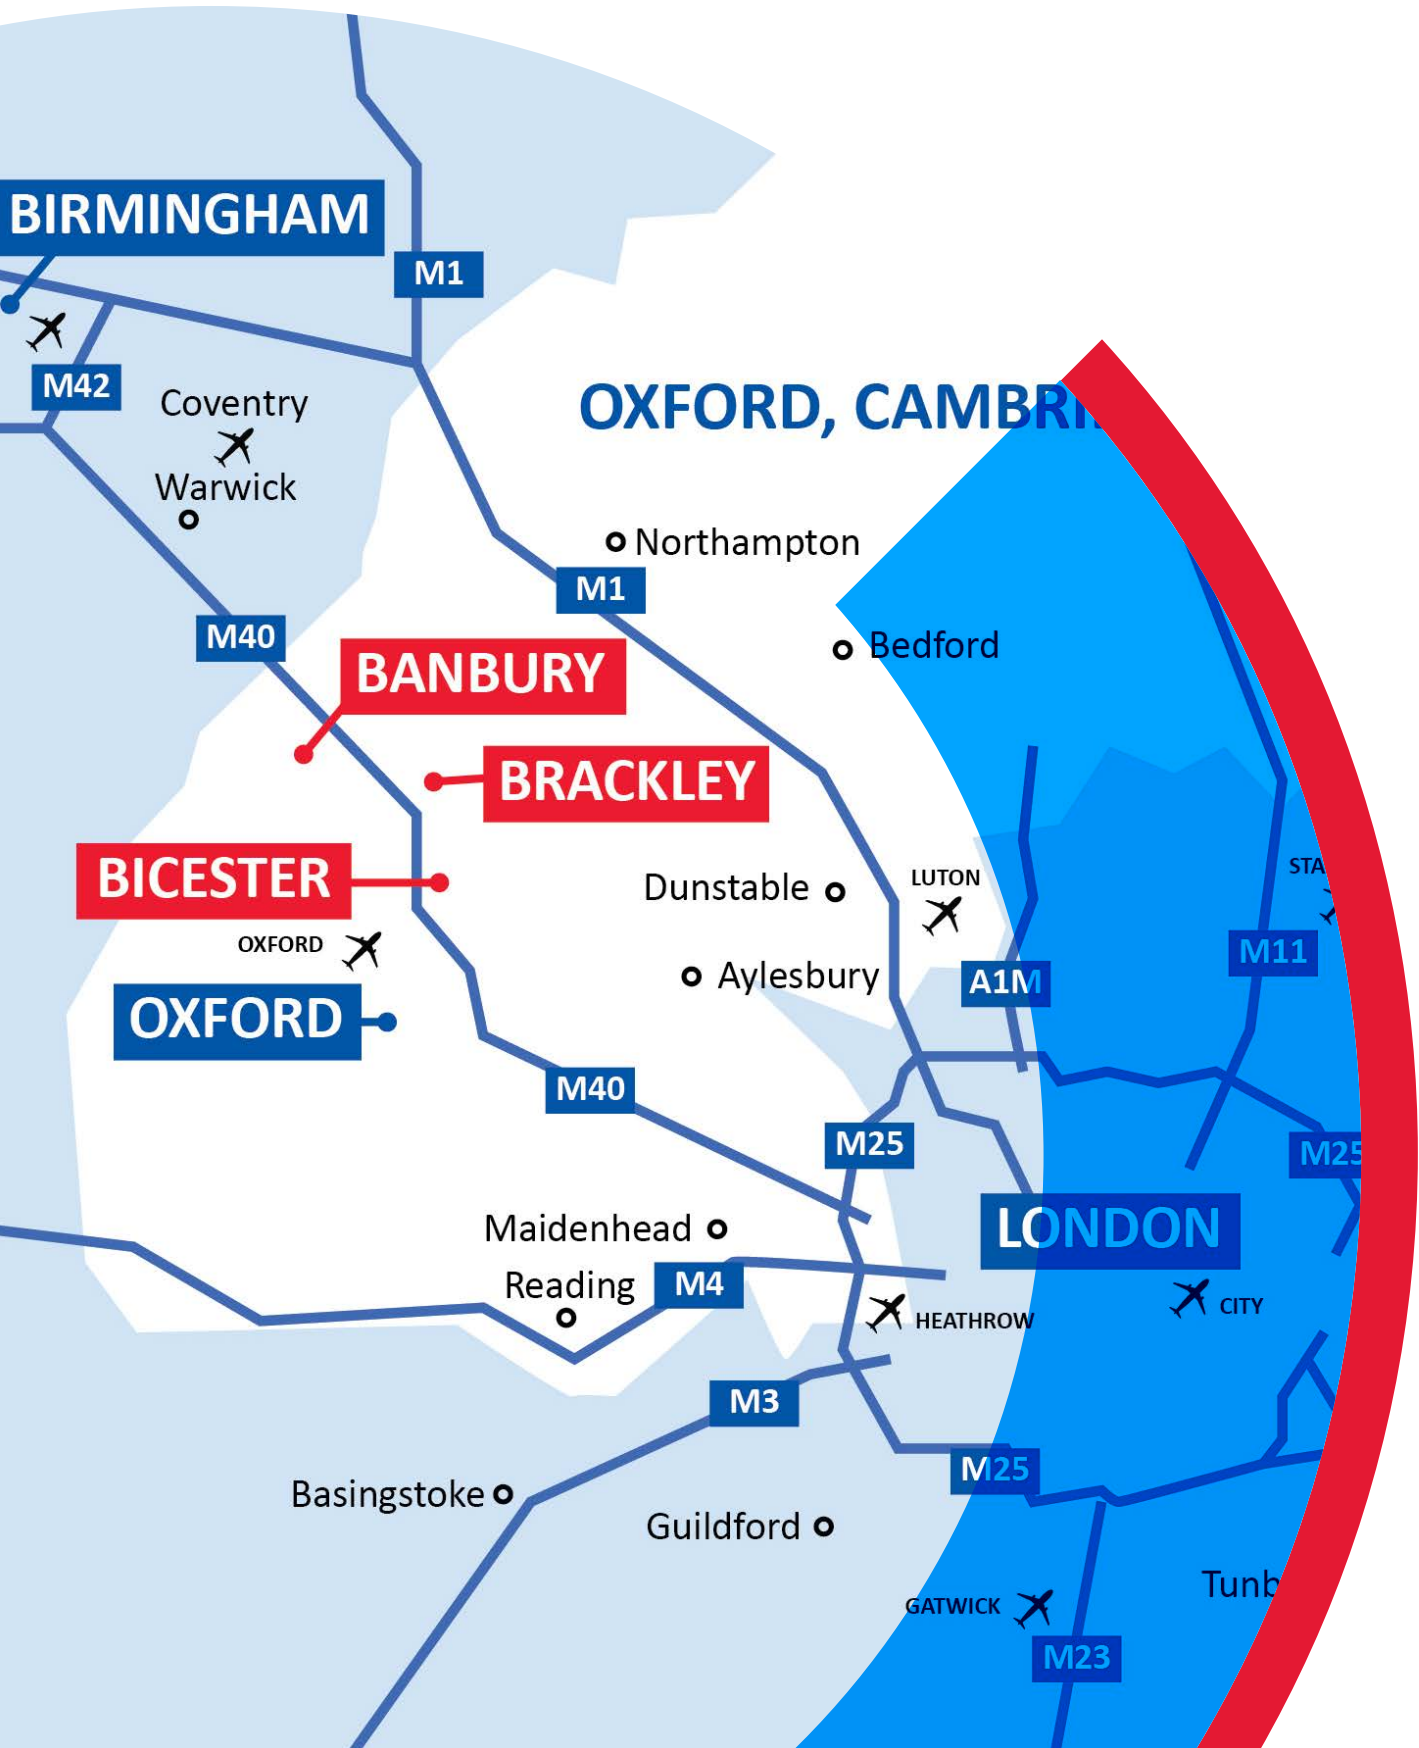 BIRMINGHAM
M1
M42
Coventry
OXFORD, CAMBRI
Warwick
Northampton
M1
M40
Bedford
BANBURY
BRACKLEY
BICESTER
Dunstable
LUTON
STA
OXFORD
M11
Aylesbury
A1M
OXFORD
M40
M25
M25
Maidenhead
LONDON
Reading
M4
CITY
HEATHROW
M3
M25
Basingstoke
Guildford
Tunb
GATWICK
M23